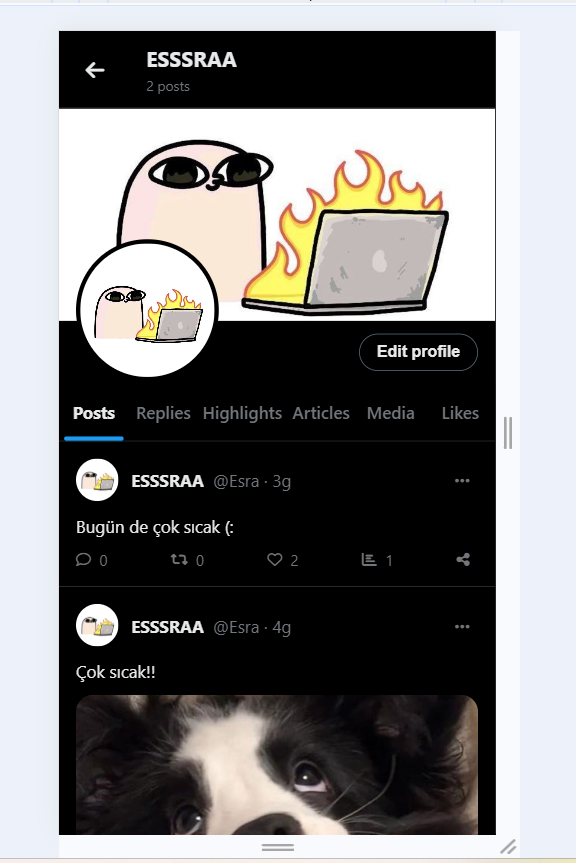 ESSSRAA
2 posts
Edit profile
Posts Replies Highlights Articles Media Likes
ESSSRAA @Esra · 3g
Bugün de çok sıcak (:
0 0 2 1
ESSSRAA @Esra · 4g
Çok sıcak!!